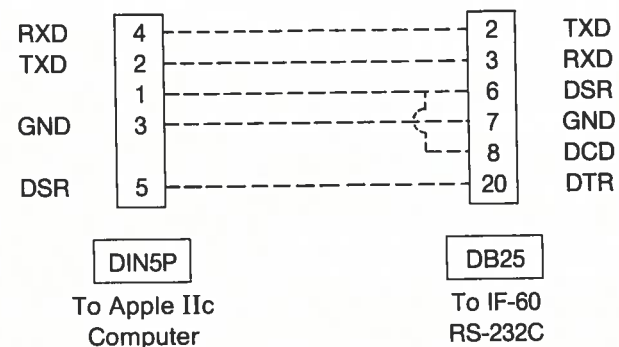 RXD 4 2 TXD
TXD 2 3 RXD
1 6 DSR
GND 3 7 GND
8 DCD
DSR 5 20 DTR
DIN5P DB25
To Apple IIc To IF-60
Computer RS-232C